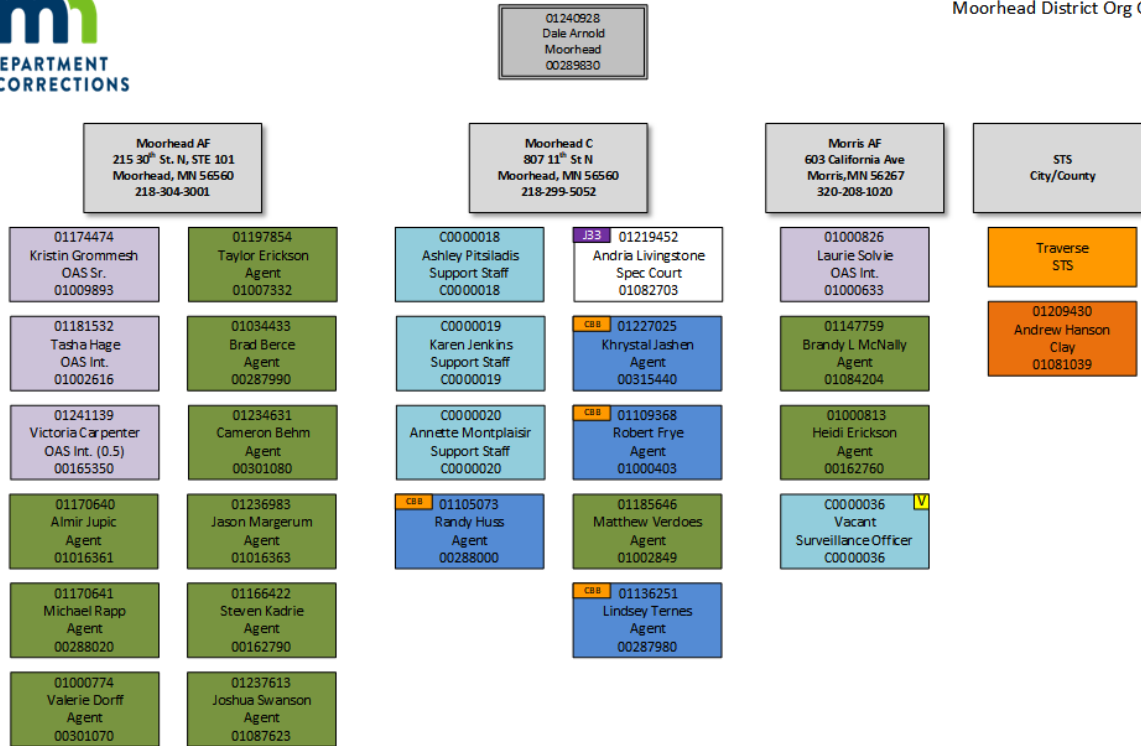 EPARTMENT
CORRECTIONS
Moorhead District Org
01240928
Dale Arnold
Moorhead
00289830
Moorhead AF
215 30th St. N, STE 101
Moorhead, MN 56560
218-304-3001
Moorhead C
807 11th St N
Moorhead, MN 56560
218-299-5052
Morris AF
603 California Ave
Morris,MN 56267
320-208-1020
STS
City/County
01174474
Kristin Grommesh
OAS Sr.
01009893
01181532
Tasha Hage
OAS Int.
01002616
01241139
Victoria Carpenter
OAS Int. (0.5)
00165350
01170640
Almir Jupic
Agent
01016361
01170641
Michael Rapp
Agent
00288020
01000774
Valerie Dorff
Agent
00301070
01197854
Taylor Erickson
Agent
01007332
01034433
Brad Berce
Agent
00287990
01234631
Cameron Behm
Agent
00301080
01236983
Jason Margerum
Agent
01016363
01166422
Steven Kadrie
Agent
00162790
01237613
Joshua Swanson
Agent
01087623
C0000018
Ashley Pitsiladis
Support Staff
C0000018
C0000019
Karen Jenkins
Support Staff
C0000019
C0000020
Annette Montplaisir
Support Staff
C0000020
CBB 01105073
Randy Huss
Agent
00288000
J33 01219452
Andria Livingstone
Spec Court
01082703
CBB 01227025
Khrystal Jashen
Agent
00315440
CBB 01109368
Robert Frye
Agent
01000403
01185646
Matthew Verdoes
Agent
01002849
CBB 01136251
Lindsey Ternes
Agent
00287980
01000826
Laurie Solvie
OAS Int.
01000633
01147759
Brandy L McNally
Agent
01084204
01000813
Heidi Erickson
Agent
00162760
C0000036 V
Vacant
Surveillance Officer
C0000036
Traverse
STS
01209430
Andrew Hanson
Clay
01081039